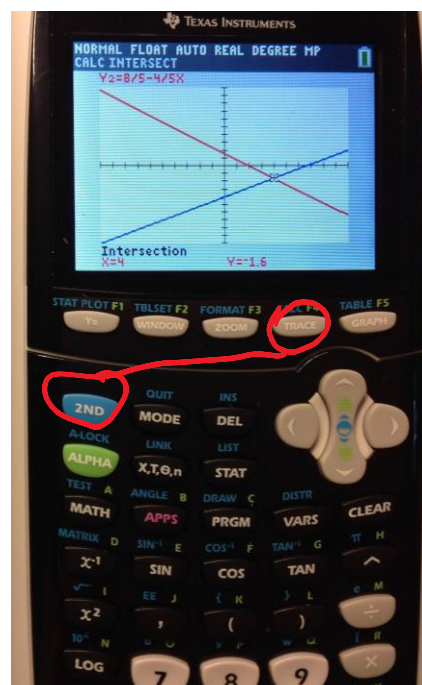 TEXAS INSTRUMENTS
NORMAL FLOAT AUTO REAL DEGREE MP
CALC INTERSECT
Y2=8/5-4/5X
Intersection
X=4 Y=-1.6
STAT PLOT F1 TBLSET F2 FORMAT F3 F4 TABLE F5
Y= WINDOW ZOOM TRACE GRAPH
QUIT INS
2ND MODE DEL
A-LOCK LINK LIST
ALPHA X,T,θ,n STAT
TEST A ANGLE B DRAW C DISTR
MATH APPS PRGM VARS CLEAR
MATRIX D SIN-1 E COS-1 F TAN-1 G π H
x-1 SIN COS TAN ^
√ I EE J { K } L e M
x2 , ( ) ÷
10x N u O v P w Q [ R
LOG 7 8 9 ×